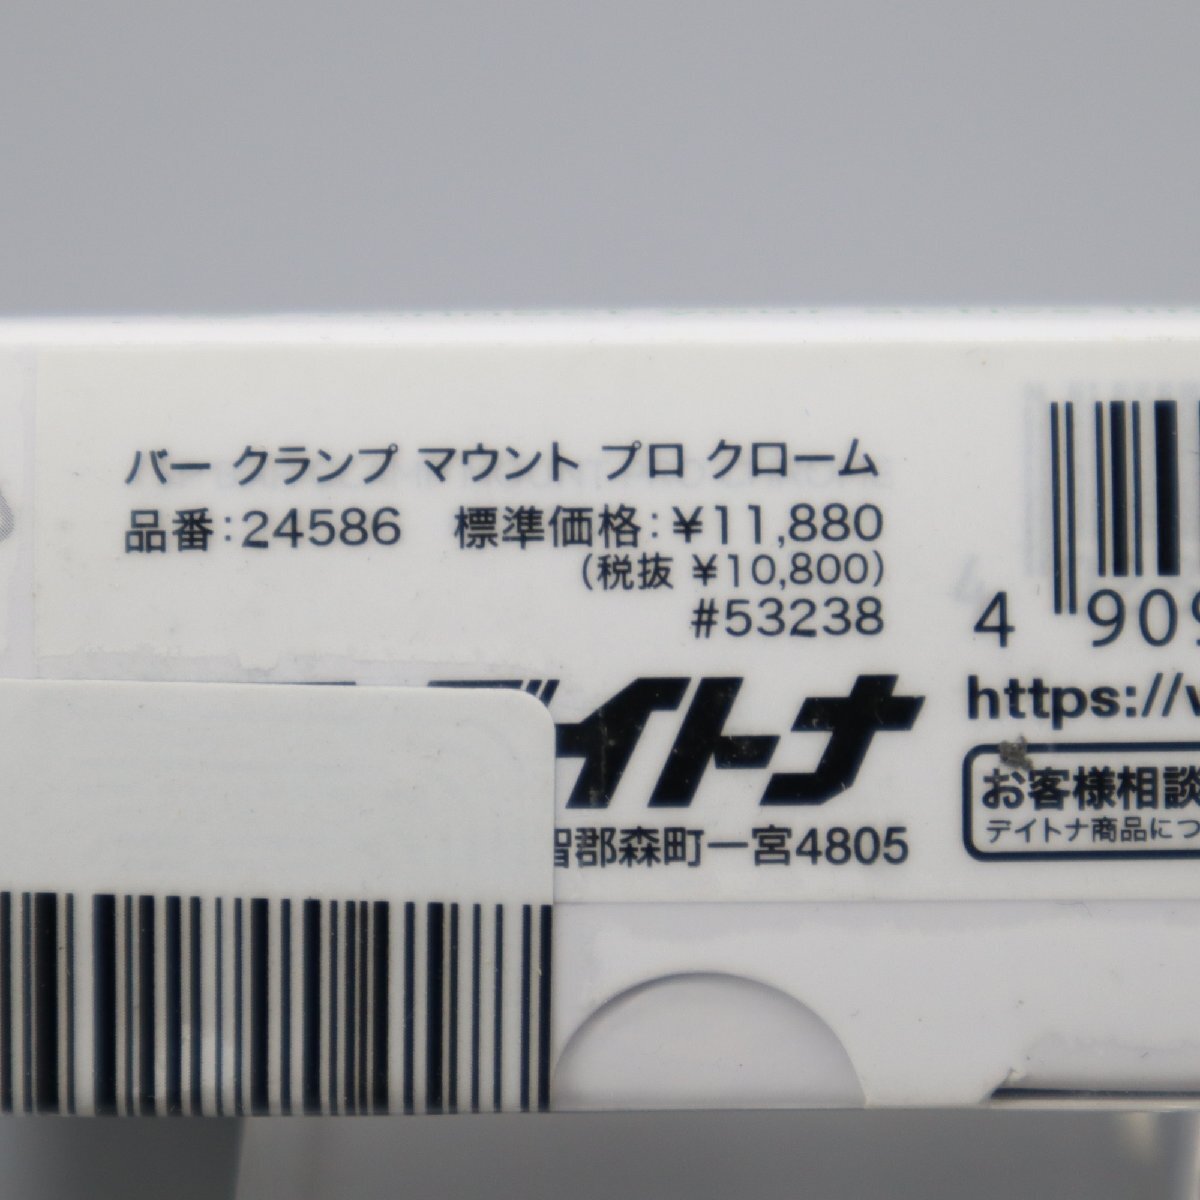 バー クランプ マウント プロ クローム
品番:24586 標準価格:¥11,880
(税抜 ¥10,800)
#53238
4 909
デイトナ
https://
郡森町一宮4805
お客様相談
デイトナ商品につ